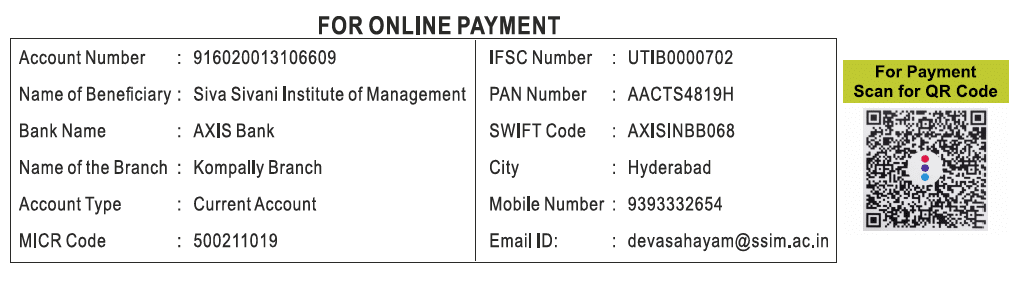 FOR ONLINE PAYMENT
Account Number : 916020013106609
Name of Beneficiary : Siva Sivani Institute of Management
Bank Name : AXIS Bank
Name of the Branch : Kompally Branch
Account Type : Current Account
MICR Code : 500211019
IFSC Number : UTIB0000702
PAN Number : AACTS4819H
SWIFT Code : AXISINBB068
City : Hyderabad
Mobile Number : 9393332654
Email ID: : devasahayam@ssim.ac.in
For Payment
Scan for QR Code